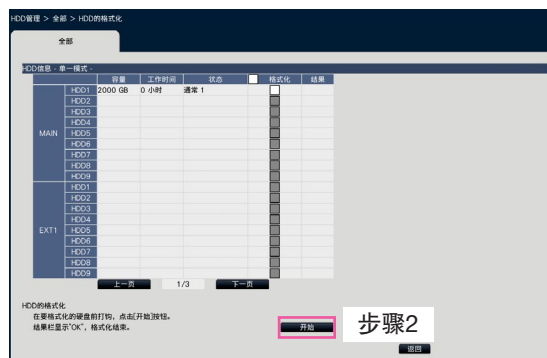 HDD管理 > 全部 > HDD的格式化
全部
HDD信息 - 单一模式 -
容量 工作时间 状态 格式化 结果
MAIN
HDD1 2000 GB 0 小时 通常 1
HDD2
HDD3
HDD4
HDD5
HDD6
HDD7
HDD8
HDD9
EXT1
HDD1
HDD2
HDD3
HDD4
HDD5
HDD6
HDD7
HDD8
HDD9
上一页 1/3 下一页
HDD的格式化
在要格式化的硬盘前打钩，点击[开始]按钮。
结果栏显示"OK"，格式化结束。
开始 步骤2
返回